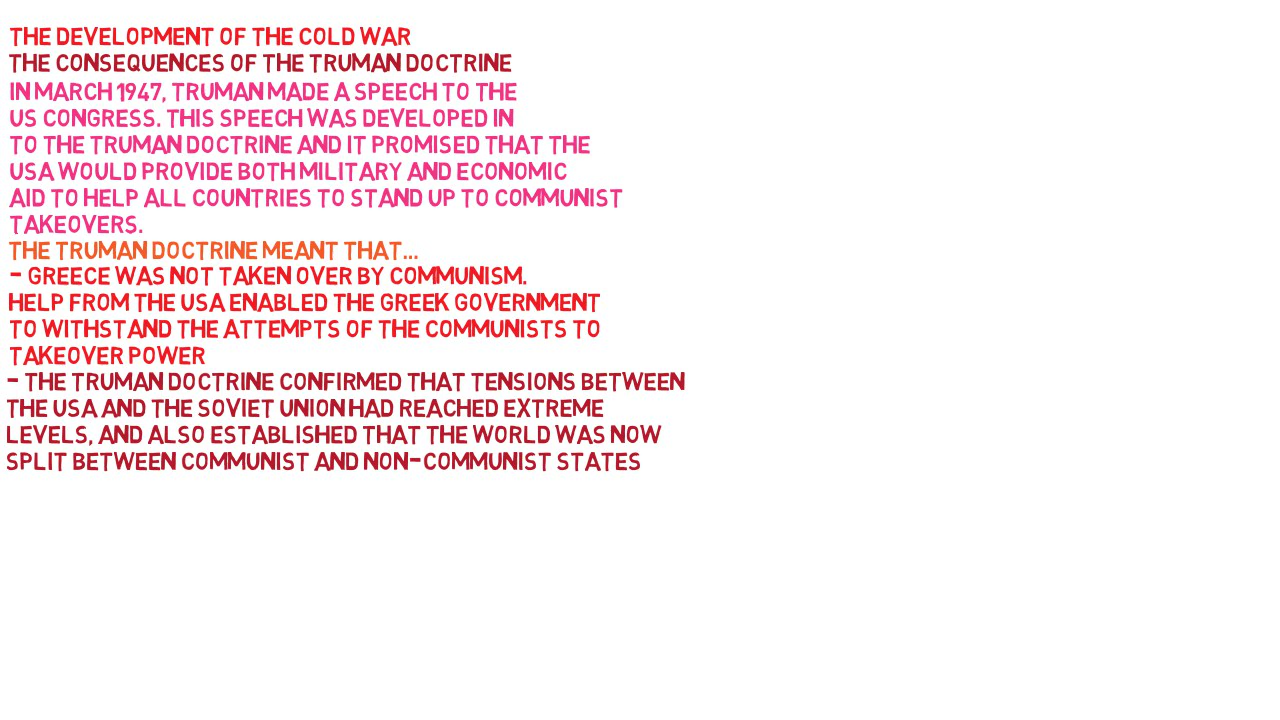 THE DEVELOPMENT OF THE COLD WAR
THE CONSEQUENCES OF THE TRUMAN DOCTRINE
IN MARCH 1947, TRUMAN MADE A SPEECH TO THE
US CONGRESS. THIS SPEECH WAS DEVELOPED IN
TO THE TRUMAN DOCTRINE AND IT PROMISED THAT THE
USA WOULD PROVIDE BOTH MILITARY AND ECONOMIC
AID TO HELP ALL COUNTRIES TO STAND UP TO COMMUNIST
TAKEOVERS.
THE TRUMAN DOCTRINE MEANT THAT...
- GREECE WAS NOT TAKEN OVER BY COMMUNISM.
HELP FROM THE USA ENABLED THE GREEK GOVERNMENT
TO WITHSTAND THE ATTEMPTS OF THE COMMUNISTS TO
TAKEOVER POWER
- THE TRUMAN DOCTRINE CONFIRMED THAT TENSIONS BETWEEN
THE USA AND THE SOVIET UNION HAD REACHED EXTREME
LEVELS, AND ALSO ESTABLISHED THAT THE WORLD WAS NOW
SPLIT BETWEEN COMMUNIST AND NON-COMMUNIST STATES